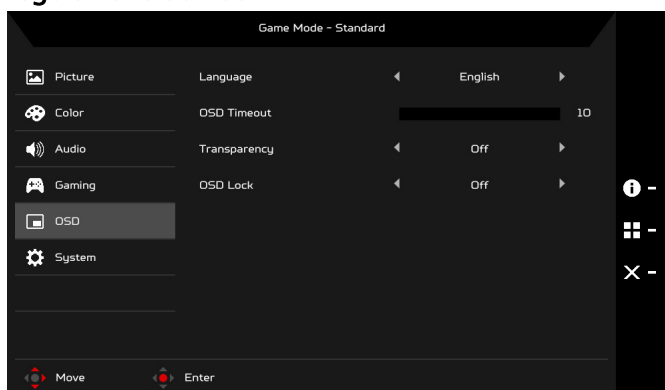 Game Mode - Standard
Picture
Language English
Color
OSD Timeout 10
Audio
Transparency Off
Gaming
OSD Lock Off
OSD
System
Move Enter